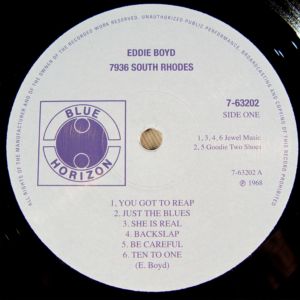 ALL RIGHTS OF THE MANUFACTURER AND OF THE OWNER OF THE RECORDED WORK RESERVED. UNAUTHORISED PUBLIC PERFORMANCE, BROADCASTING AND COPYING OF THIS RECORD PROHIBITED
EDDIE BOYD
7936 SOUTH RHODES
BLUE
HORIZON
7-63202
SIDE ONE
1, 3, 4, 6 Jewel Music
2, 5 Goodie Two Shoes
7-63202 A
℗ 1968
1. YOU GOT TO REAP
2. JUST THE BLUES
3. SHE IS REAL
4. BACKSLAP
5. BE CAREFUL
6. TEN TO ONE
(E. Boyd)